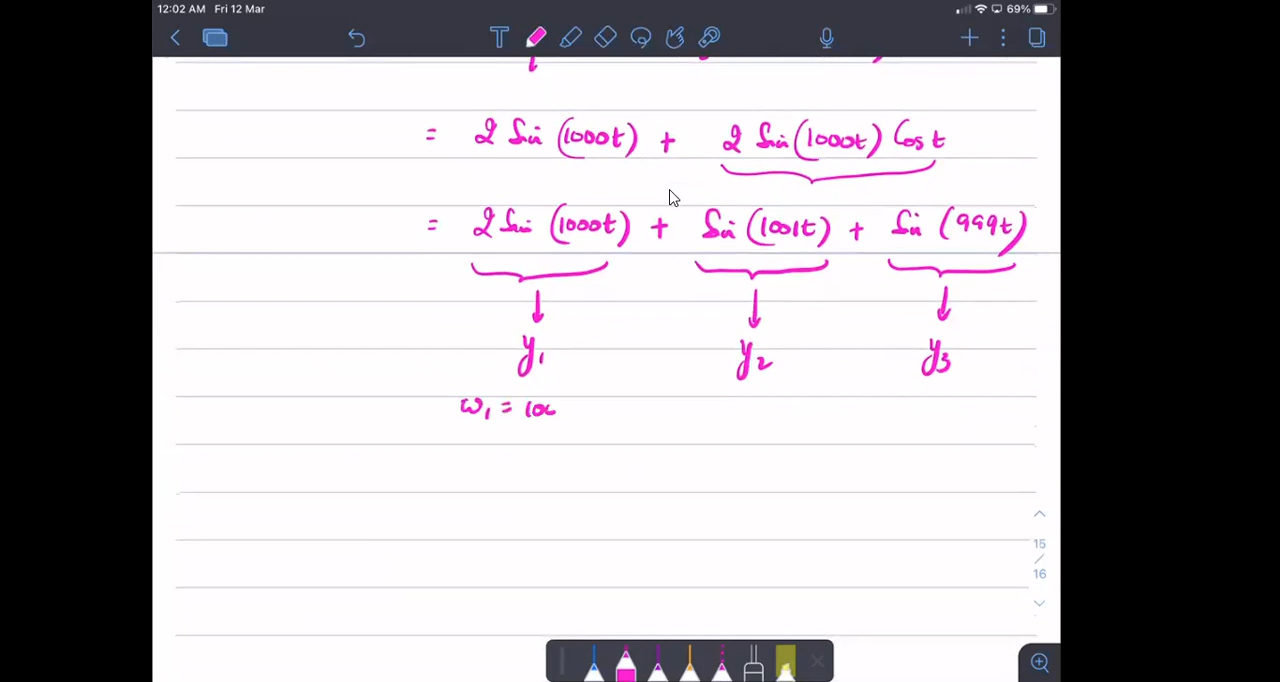 12:02 AM Fri 12 Mar 69%
T
= 2 Sin (1000t) + 2 Sin (1000t) Cos t
= 2 Sin (1000t) + Sin (1001t) + Sin (999t)
y1 y2 y3
ω1 = 100
15
/
16